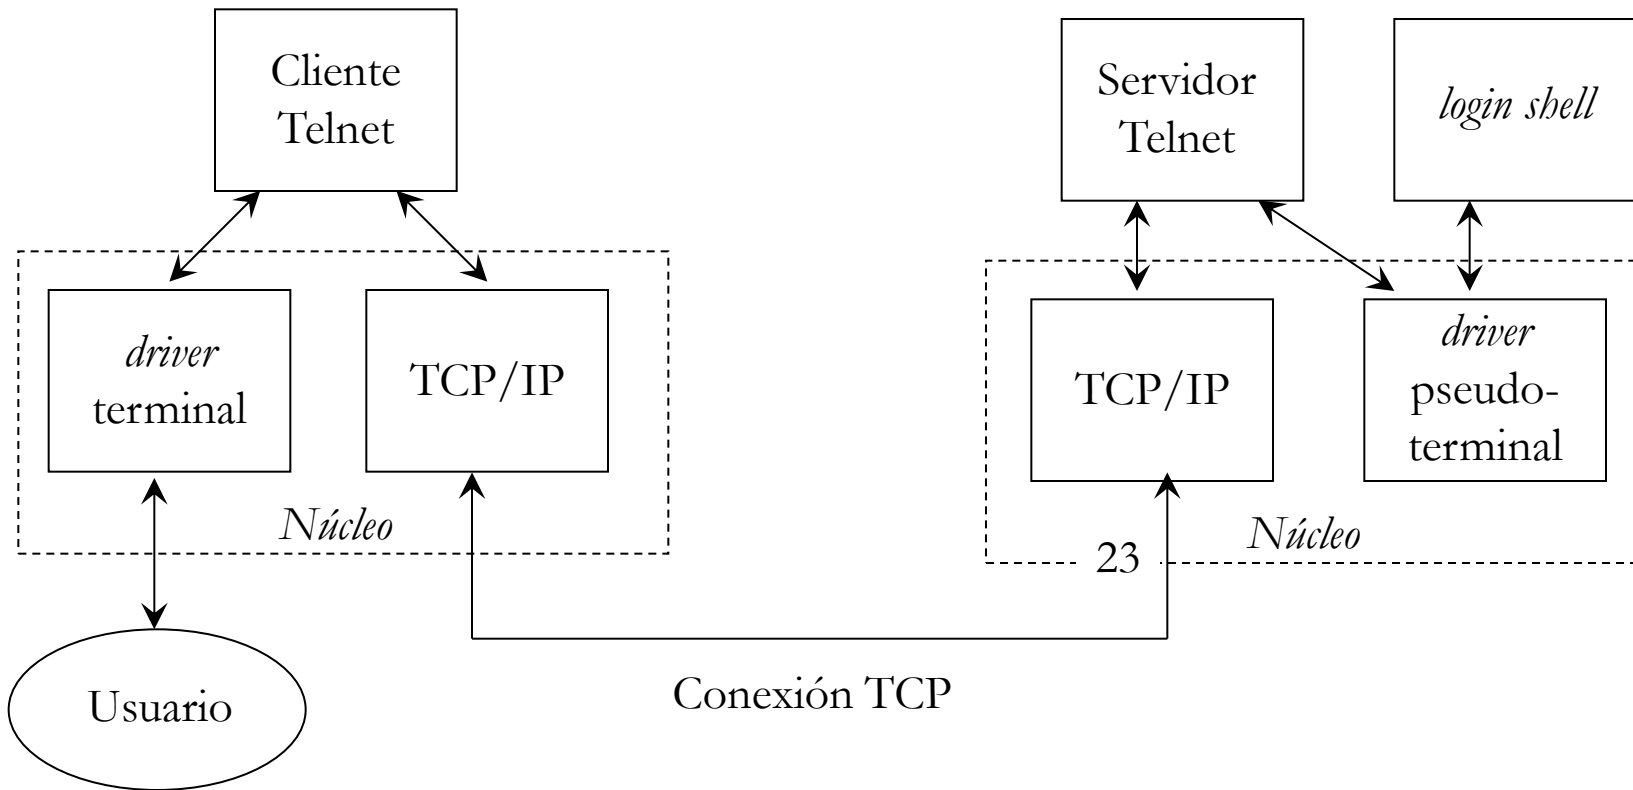 Cliente
Telnet
Servidor
Telnet
login shell
driver
terminal
TCP/IP
TCP/IP
driver
pseudo-
terminal
Núcleo
23
Núcleo
Usuario
Conexión TCP